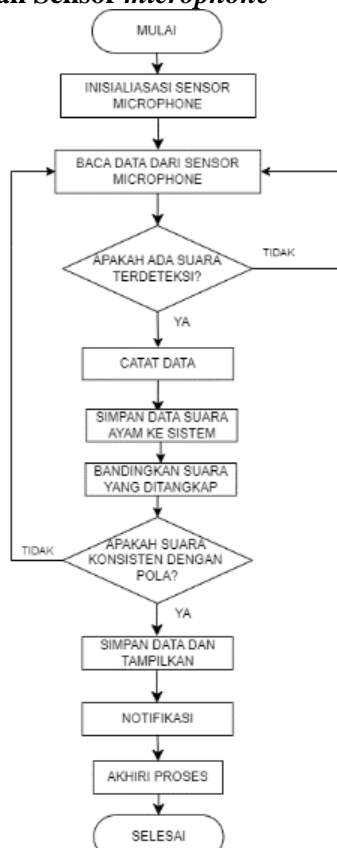 an Sensor microphone
MULAI
INISIALIASASI SENSOR
MICROPHONE
BACA DATA DARI SENSOR
MICROPHONE
APAKAH ADA SUARA
TERDETEKSI?
TIDAK
YA
CATAT DATA
SIMPAN DATA SUARA
AYAM KE SISTEM
BANDINGKAN SUARA
YANG DITANGKAP
APAKAH SUARA
KONSISTEN DENGAN
POLA?
TIDAK
YA
SIMPAN DATA DAN
TAMPILKAN
NOTIFIKASI
AKHIRI PROSES
SELESAI